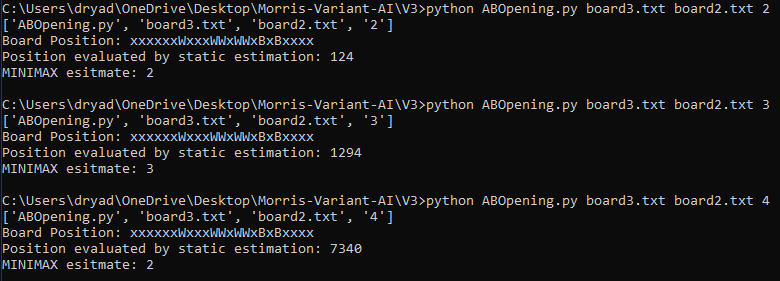 C:\Users\dryad\OneDrive\Desktop\Morris-Variant-AI\V3>python ABOpening.py board3.txt board2.txt 2
['ABOpening.py', 'board3.txt', 'board2.txt', '2']
Board Position: xxxxxxWxxxWWxWWxBxBxxxx
Position evaluated by static estimation: 124
MINIMAX esitmate: 2
C:\Users\dryad\OneDrive\Desktop\Morris-Variant-AI\V3>python ABOpening.py board3.txt board2.txt 3
['ABOpening.py', 'board3.txt', 'board2.txt', '3']
Board Position: xxxxxxWxxxWWxWWxBxBxxxx
Position evaluated by static estimation: 1294
MINIMAX esitmate: 3
C:\Users\dryad\OneDrive\Desktop\Morris-Variant-AI\V3>python ABOpening.py board3.txt board2.txt 4
['ABOpening.py', 'board3.txt', 'board2.txt', '4']
Board Position: xxxxxxWxxxWWxWWxBxBxxxx
Position evaluated by static estimation: 7340
MINIMAX esitmate: 2